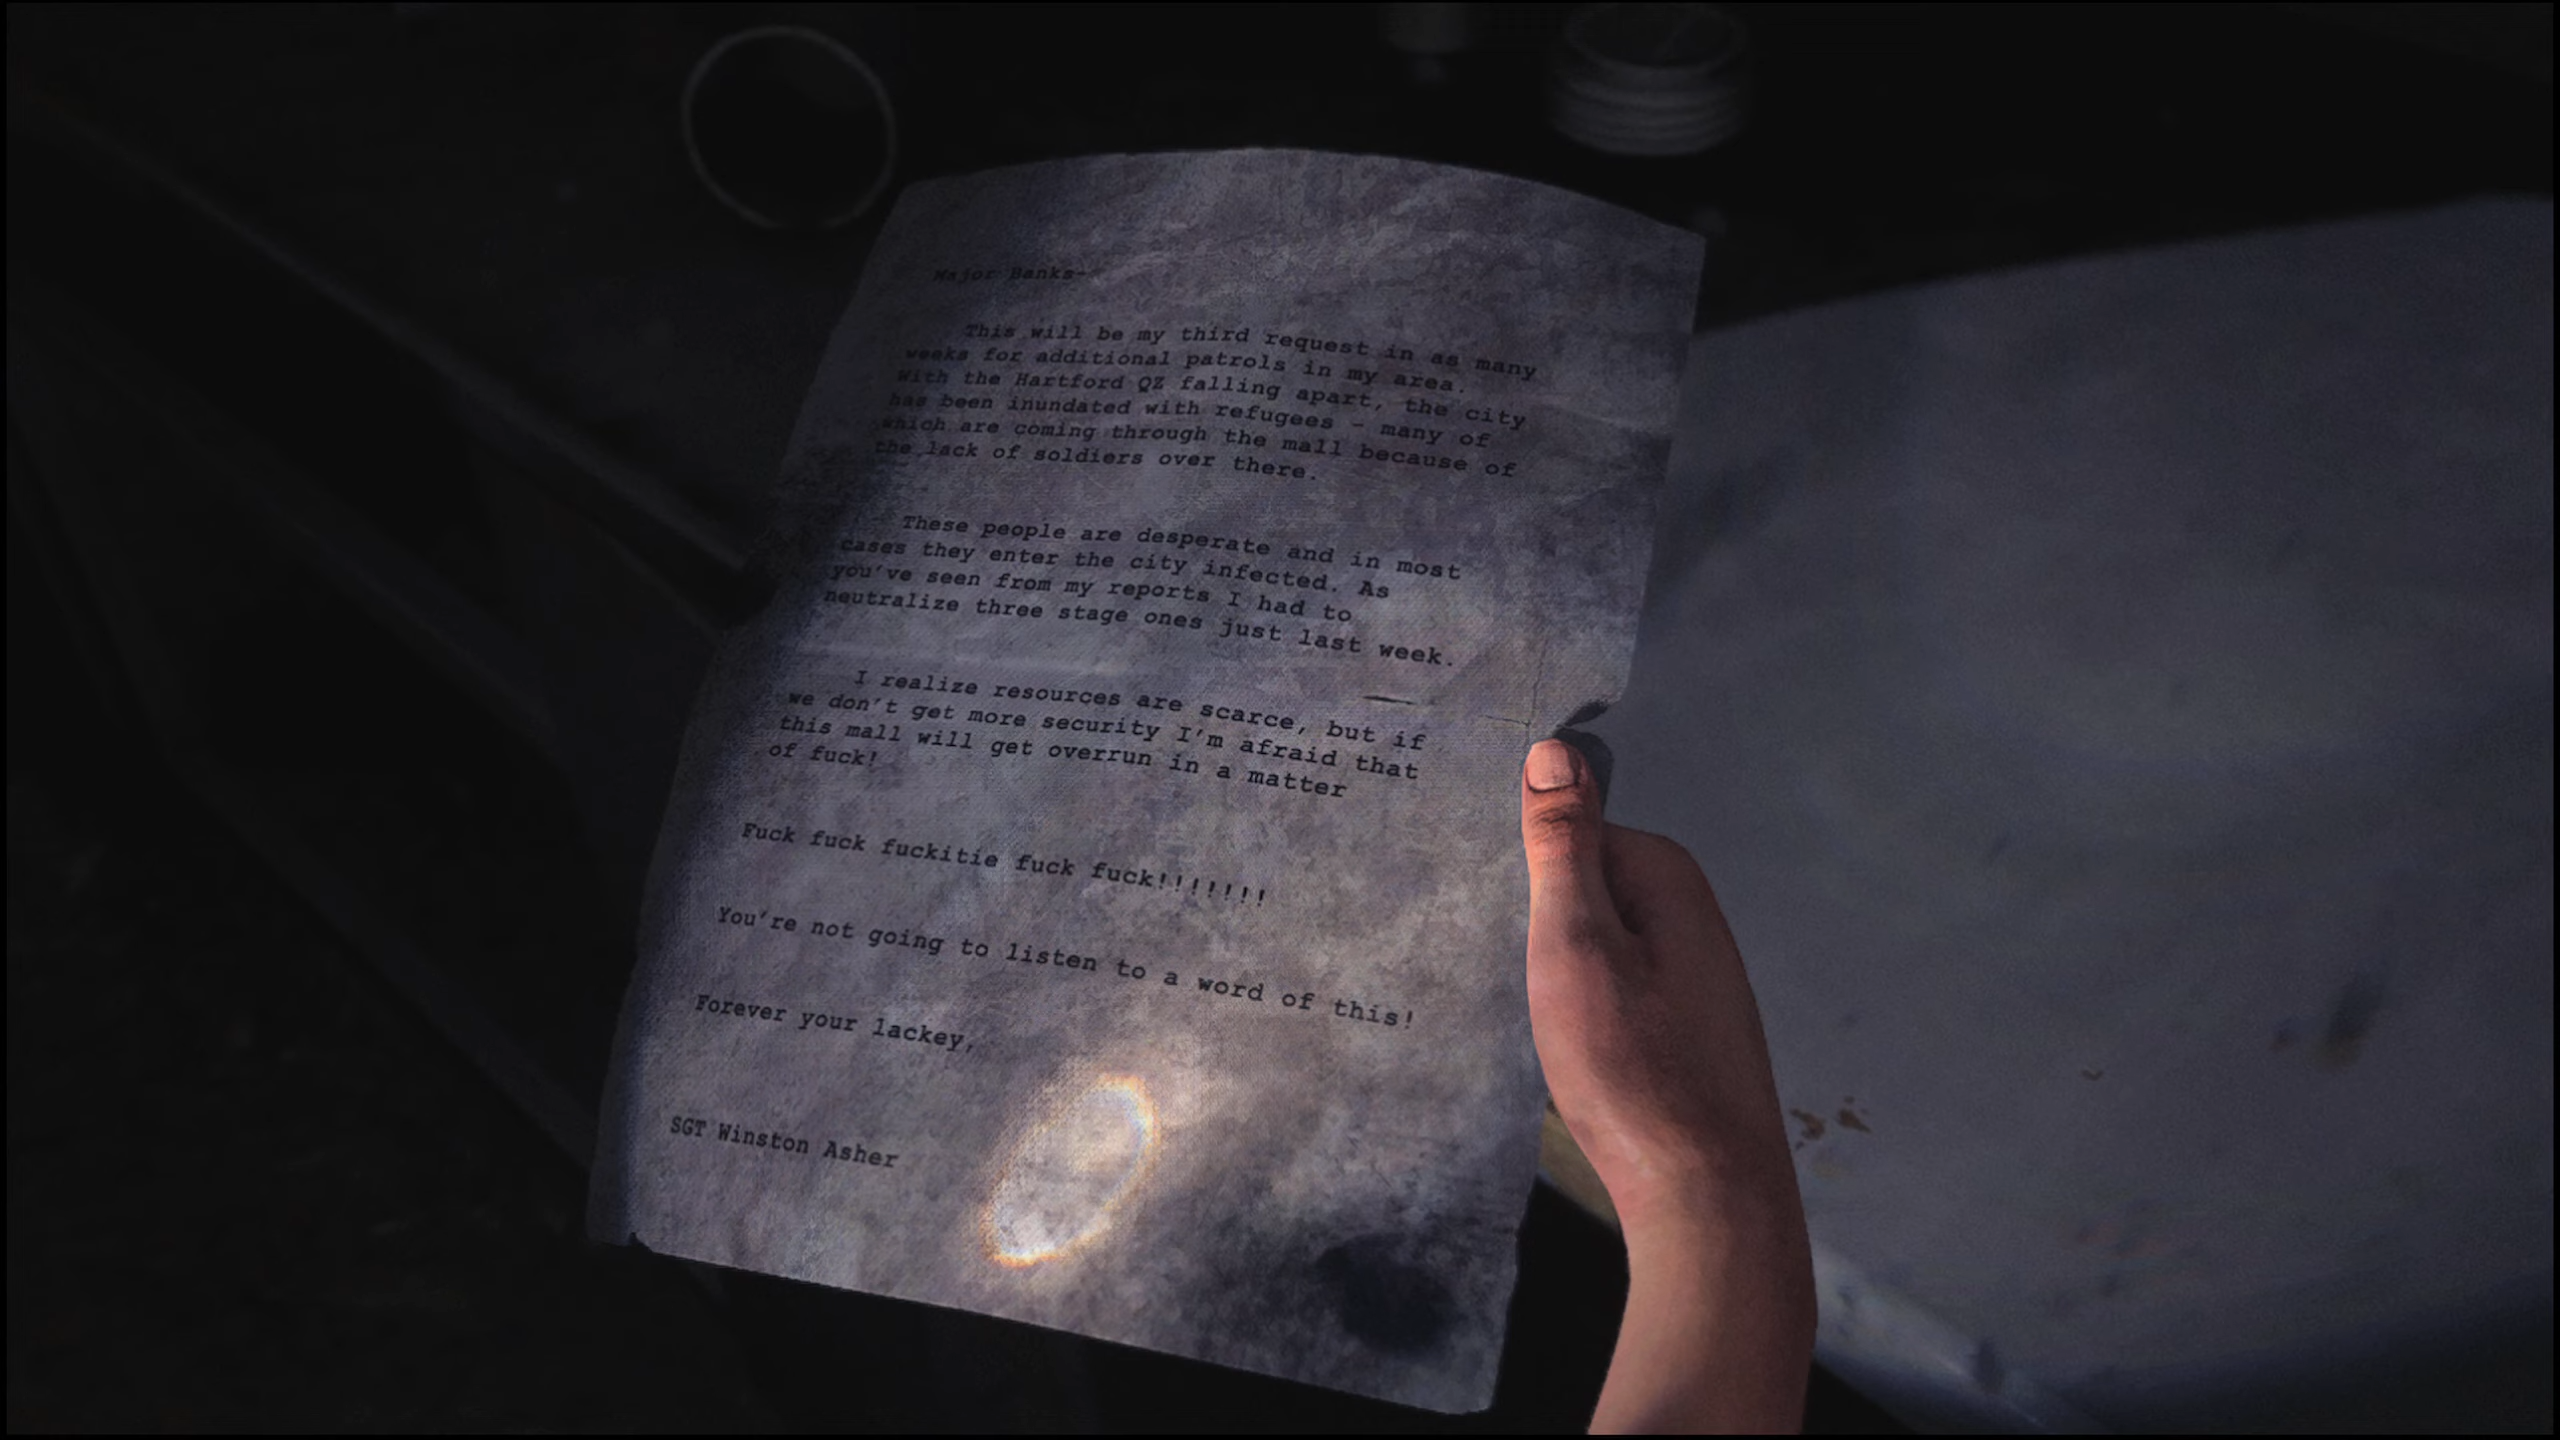 Major Banks-
This will be my third request in as many
weeks for additional patrols in my area.
With the Hartford QZ falling apart, the city
has been inundated with refugees - many of
which are coming through the mall because of
the lack of soldiers over there.
These people are desperate and in most
cases they enter the city infected. As
you've seen from my reports I had to
neutralize three stage ones just last week.
I realize resources are scarce, but if
we don't get more security I'm afraid that
this mall will get overrun in a matter
of fuck!
Fuck fuck fuckitie fuck fuck!!!!!!!
You're not going to listen to a word of this!
Forever your lackey,
SGT Winston Asher